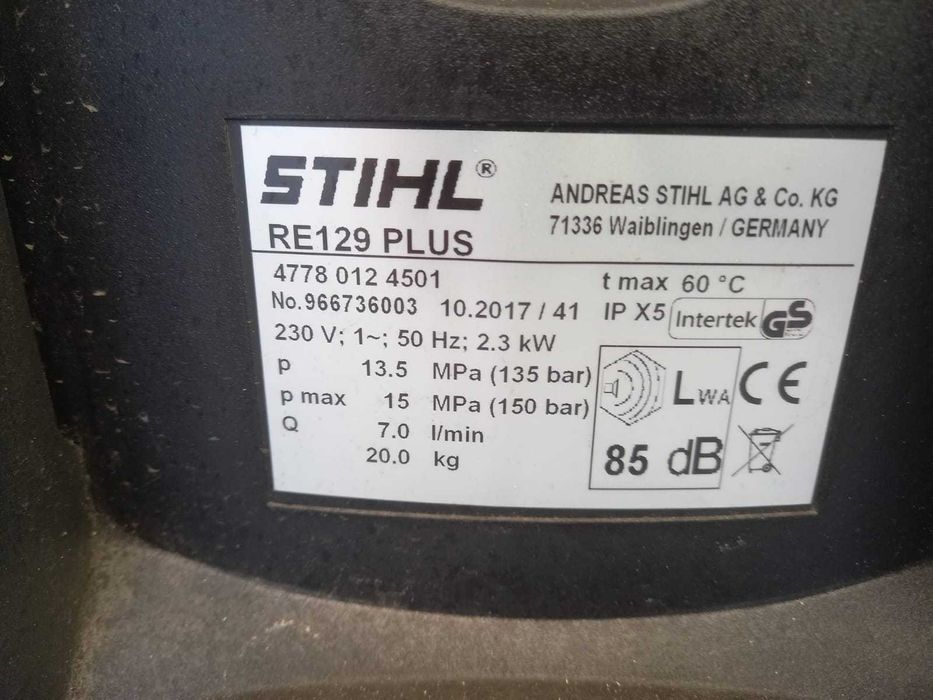 STIHL®
ANDREAS STIHL AG & Co. KG
71336 Waiblingen / GERMANY
RE129 PLUS
4778 012 4501
t max 60 °C
No.966736003 10.2017 / 41
IP X5 Intertek GS
230 V; 1~; 50 Hz; 2.3 kW
p 13.5 MPa (135 bar)
p max 15 MPa (150 bar)
Q 7.0 l/min
20.0 kg
LWA
85 dB
CE